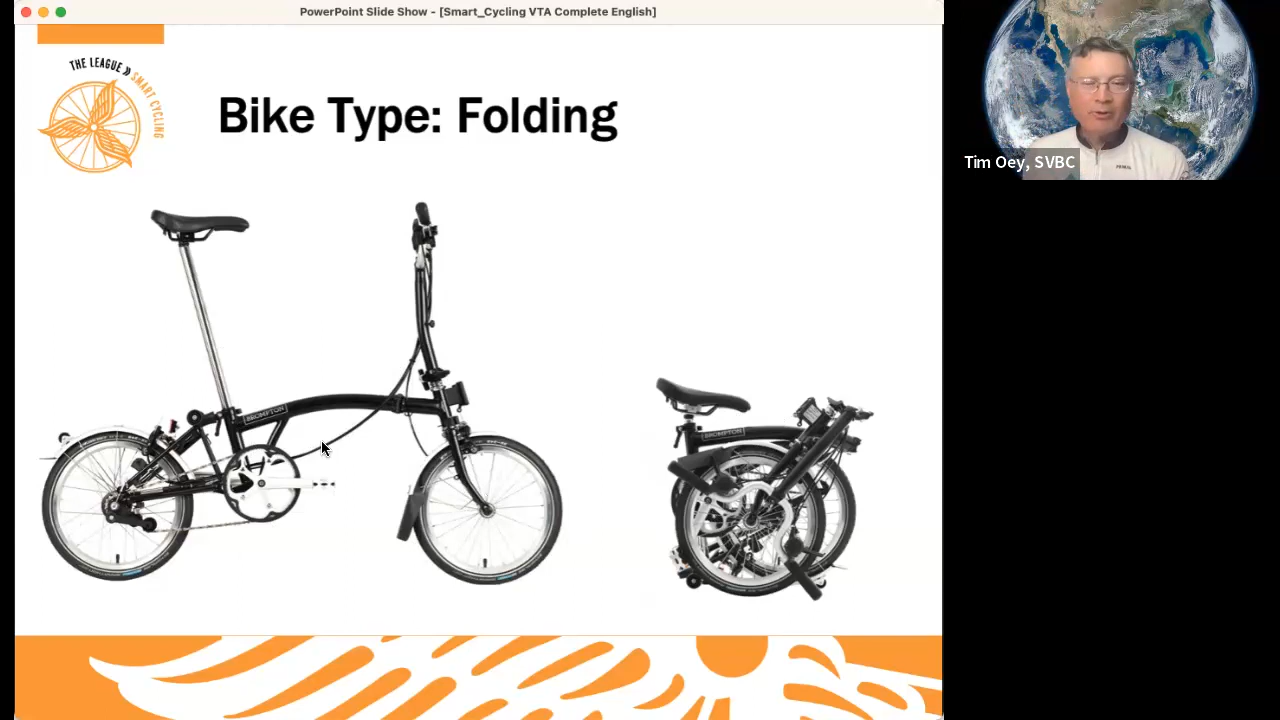 PowerPoint Slide Show - [Smart_Cycling VTA Complete English]
THE LEAGUE » SMART CYCLING
Bike Type: Folding
BROMPTON
BROMPTON
Tim Oey, SVBC